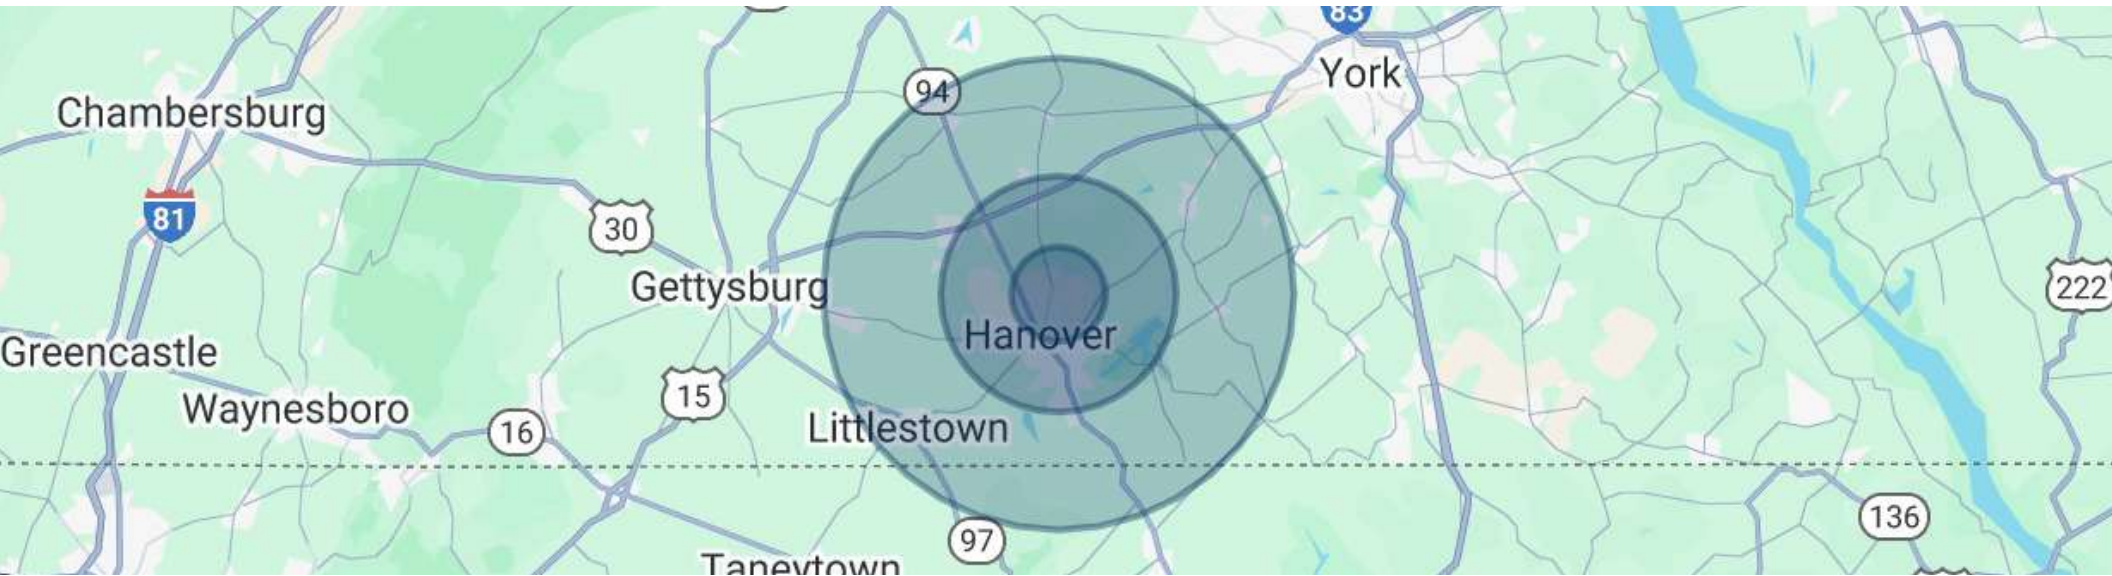 83
York
94
Chambersburg
81
30
Gettysburg
222
Hanover
Greencastle
15
Waynesboro
Littlestown
16
136
97
Taneytown